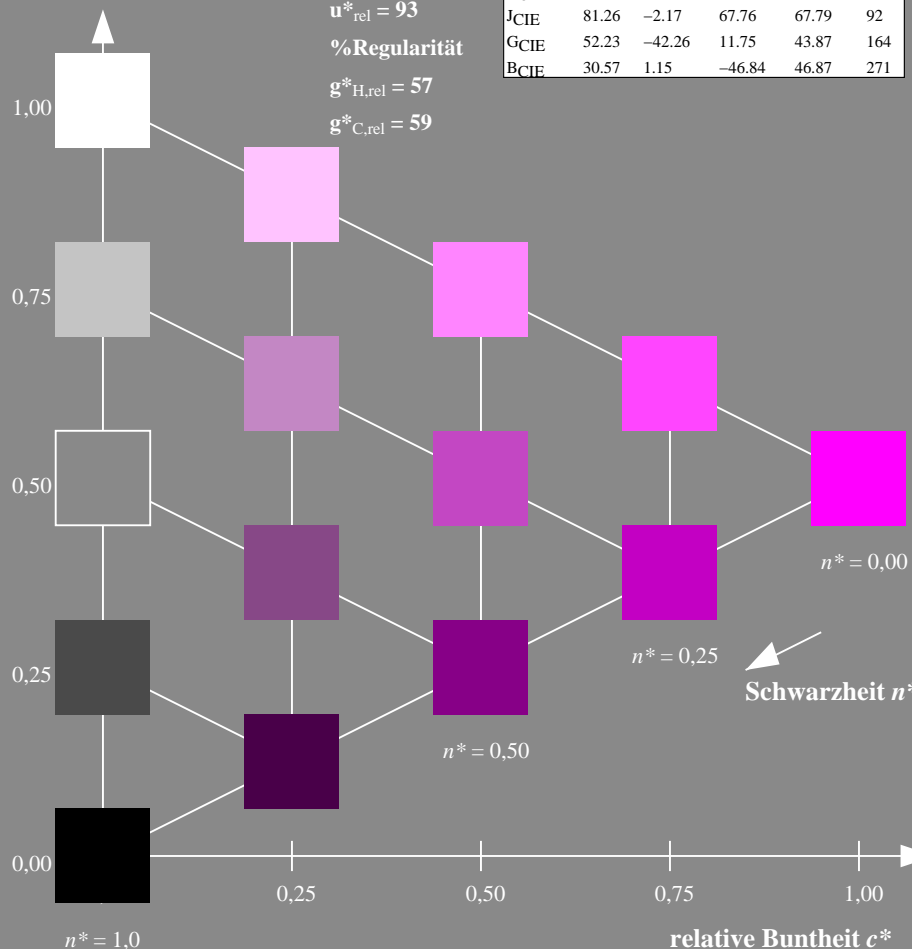 u*rel = 93
%Regularität
g*H,rel = 57
g*C,rel = 59
JCIE 81.26 −2.17 67.76 67.79 92
GCIE 52.23 −42.26 11.75 43.87 164
BCIE 30.57 1.15 −46.84 46.87 271
1,00
0,75
0,50
n* = 0,00
n* = 0,25
0,25
Schwarzheit n*
n* = 0,50
0,00
0,25 0,50 0,75 1,00
n* = 1,0
relative Buntheit c*